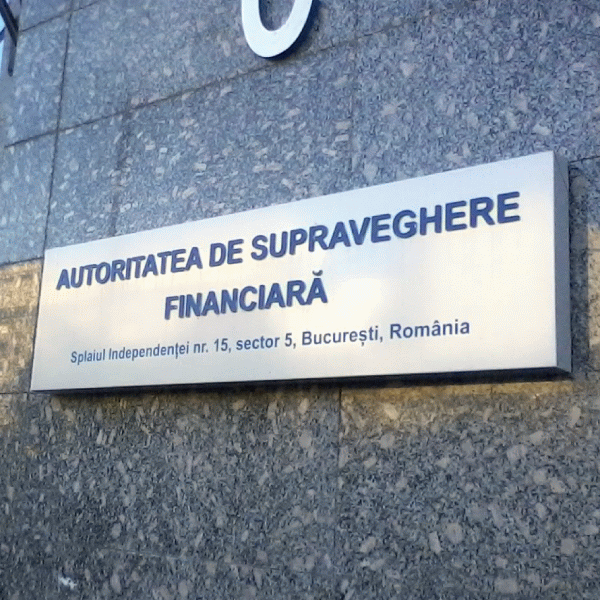 AUTORITATEA DE SUPRAVEGHERE
FINANCIARĂ
Splaiul Independenței nr. 15, sector 5, București, România